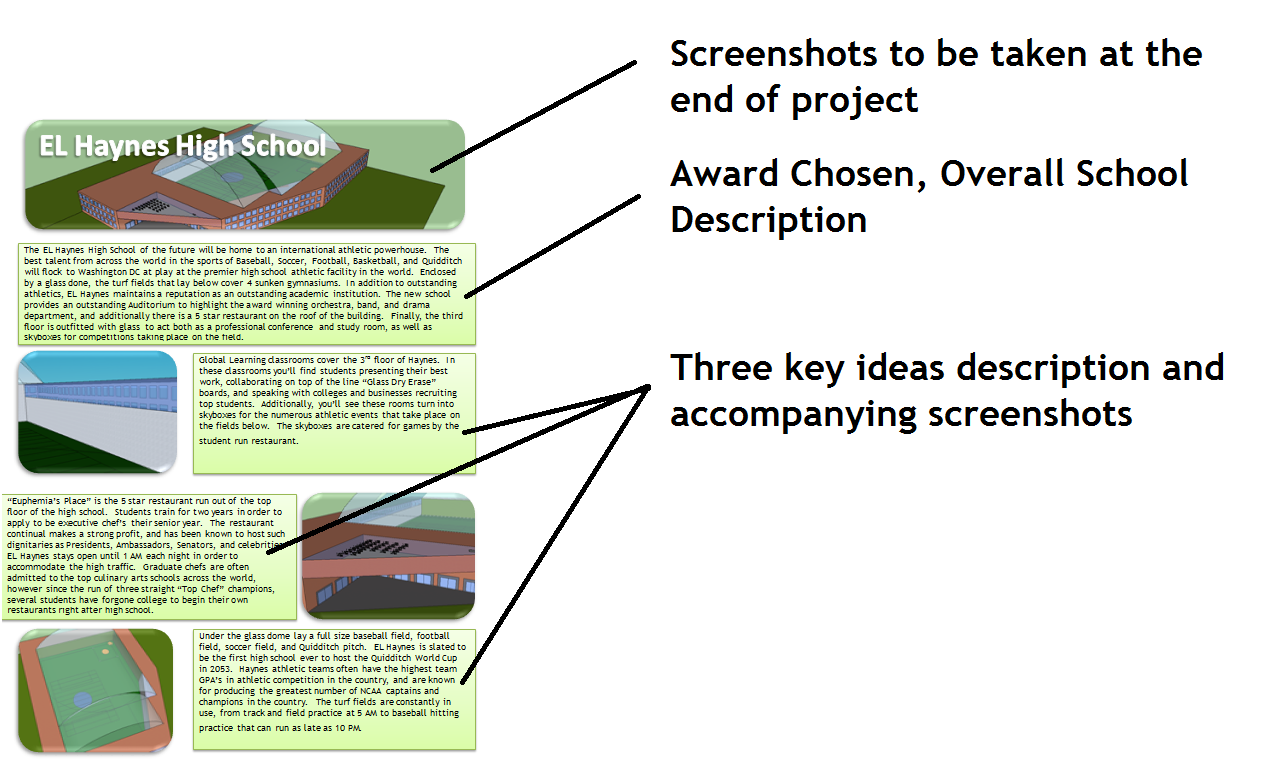 Screenshots to be taken at the
end of project
EL Haynes High School
Award Chosen, Overall School
Description
The EL Haynes High School of the future will be home to an international athletic powerhouse. The
best talent from across the world in the sports of Baseball, Soccer, Football, Basketball, and Quidditch
will flock to Washington DC at play at the premier high school athletic facility in the world. Enclosed
by a glass done, the turf fields that lay below cover 4 sunken gymnasiums. In addition to outstanding
athletics, EL Haynes maintains a reputation as an outstanding academic institution. The new school
provides an outstanding Auditorium to highlight the award winning orchestra, band, and drama
department, and additionally there is a 5 star restaurant on the roof of the building. Finally, the third
floor is outfitted with glass to act both as a professional conference and study room, as well as
skyboxes for competitions taking place on the field.
Three key ideas description and
accompanying screenshots
Global Learning classrooms cover the 3rd floor of Haynes. In
these classrooms you'll find students presenting their best
work, collaborating on top of the line "Glass Dry Erase"
boards, and speaking with colleges and businesses recruiting
top students. Additionally, you'll see these rooms turn into
skyboxes for the numerous athletic events that take place on
the fields below. The skyboxes are catered for games by the
student run restaurant.
"Euphemia's Place" is the 5 star restaurant run out of the top
floor of the high school. Students train for two years in order to
apply to be executive chef's their senior year. The restaurant
continual makes a strong profit, and has been known to host such
dignitaries as Presidents, Ambassadors, Senators, and celebrities
EL Haynes stays open until 1 AM each night in order to
accommodate the high traffic. Graduate chefs are often
admitted to the top culinary arts schools across the world,
however since the run of three straight "Top Chef" champions,
several students have forgone college to begin their own
restaurants right after high school.
Under the glass dome lay a full size baseball field, football
field, soccer field, and Quidditch pitch. EL Haynes is slated to
be the first high school ever to host the Quidditch World Cup
in 2053. Haynes athletic teams often have the highest team
GPA's in athletic competition in the country, and are known
for producing the greatest number of NCAA captains and
champions in the country. The turf fields are constantly in
use, from track and field practice at 5 AM to baseball hitting
practice that can run as late as 10 PM.